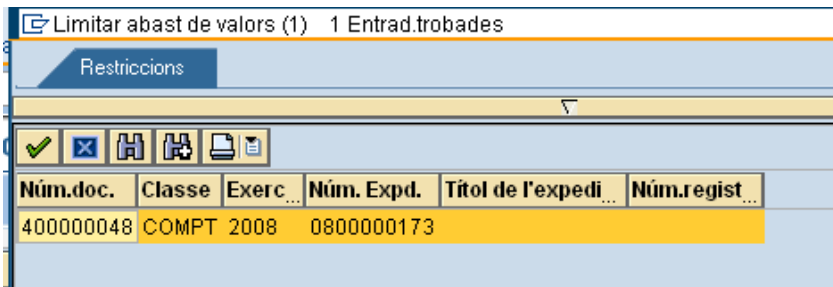 Limitar abast de valors (1) 1 Entrad.trobades
Restriccions
Núm.doc. Classe Exerc... Núm. Expd. Títol de l'expedi... Núm.regist...
400000048 COMPT 2008 0800000173